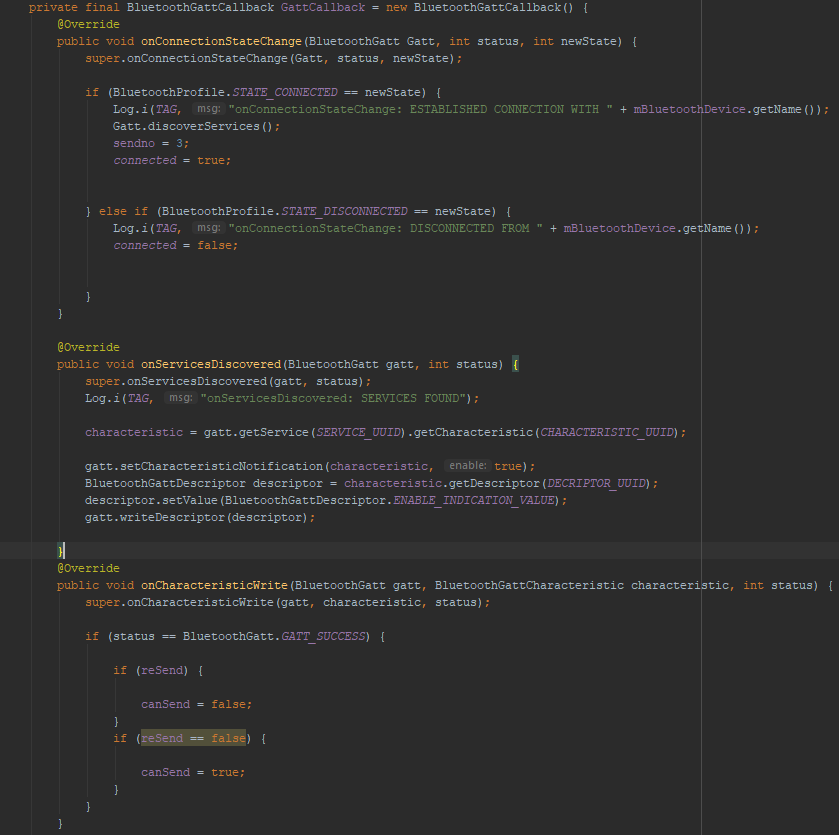 private final BluetoothGattCallback GattCallback = new BluetoothGattCallback() {
@Override
public void onConnectionStateChange(BluetoothGatt Gatt, int status, int newState) {
super.onConnectionStateChange(Gatt, status, newState);
if (BluetoothProfile.STATE_CONNECTED == newState) {
Log.i(TAG, msg: "onConnectionStateChange: ESTABLISHED CONNECTION WITH " + mBluetoothDevice.getName());
Gatt.discoverServices();
sendno = 3;
connected = true;
} else if (BluetoothProfile.STATE_DISCONNECTED == newState) {
Log.i(TAG, msg: "onConnectionStateChange: DISCONNECTED FROM " + mBluetoothDevice.getName());
connected = false;
}
}
@Override
public void onServicesDiscovered(BluetoothGatt gatt, int status) {
super.onServicesDiscovered(gatt, status);
Log.i(TAG, msg: "onServicesDiscovered: SERVICES FOUND");
characteristic = gatt.getService(SERVICE_UUID).getCharacteristic(CHARACTERISTIC_UUID);
gatt.setCharacteristicNotification(characteristic, enable: true);
BluetoothGattDescriptor descriptor = characteristic.getDescriptor(DECRIPTOR_UUID);
descriptor.setValue(BluetoothGattDescriptor.ENABLE_INDICATION_VALUE);
gatt.writeDescriptor(descriptor);
}
@Override
public void onCharacteristicWrite(BluetoothGatt gatt, BluetoothGattCharacteristic characteristic, int status) {
super.onCharacteristicWrite(gatt, characteristic, status);
if (status == BluetoothGatt.GATT_SUCCESS) {
if (reSend) {
canSend = false;
}
if (reSend == false) {
canSend = true;
}
}
}